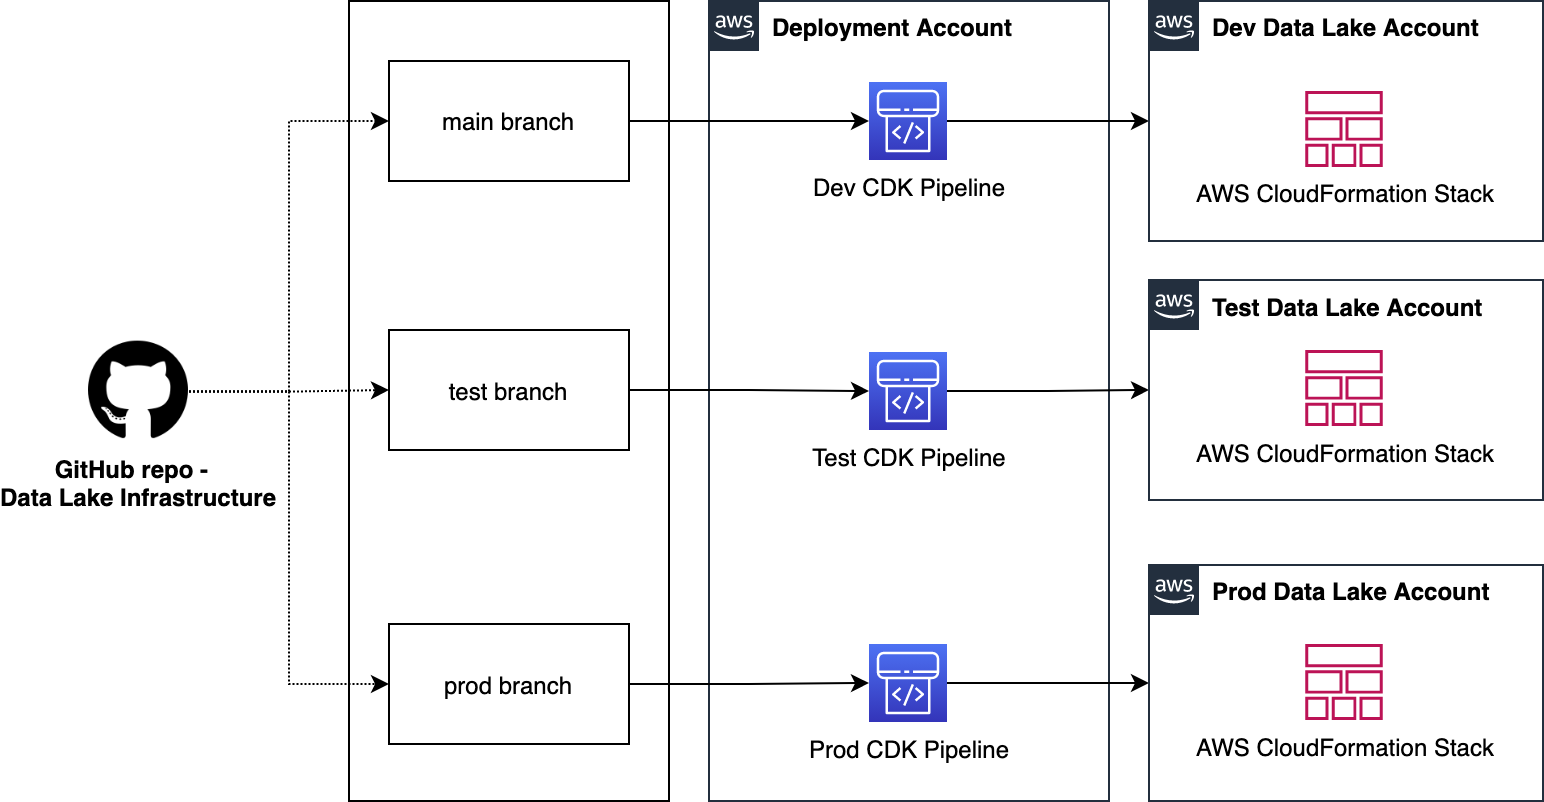 aws
Deployment Account
aws
Dev Data Lake Account
main branch
Dev CDK Pipeline
AWS CloudFormation Stack
aws
Test Data Lake Account
test branch
Test CDK Pipeline
AWS CloudFormation Stack
GitHub repo -
Data Lake Infrastructure
aws
Prod Data Lake Account
prod branch
Prod CDK Pipeline
AWS CloudFormation Stack